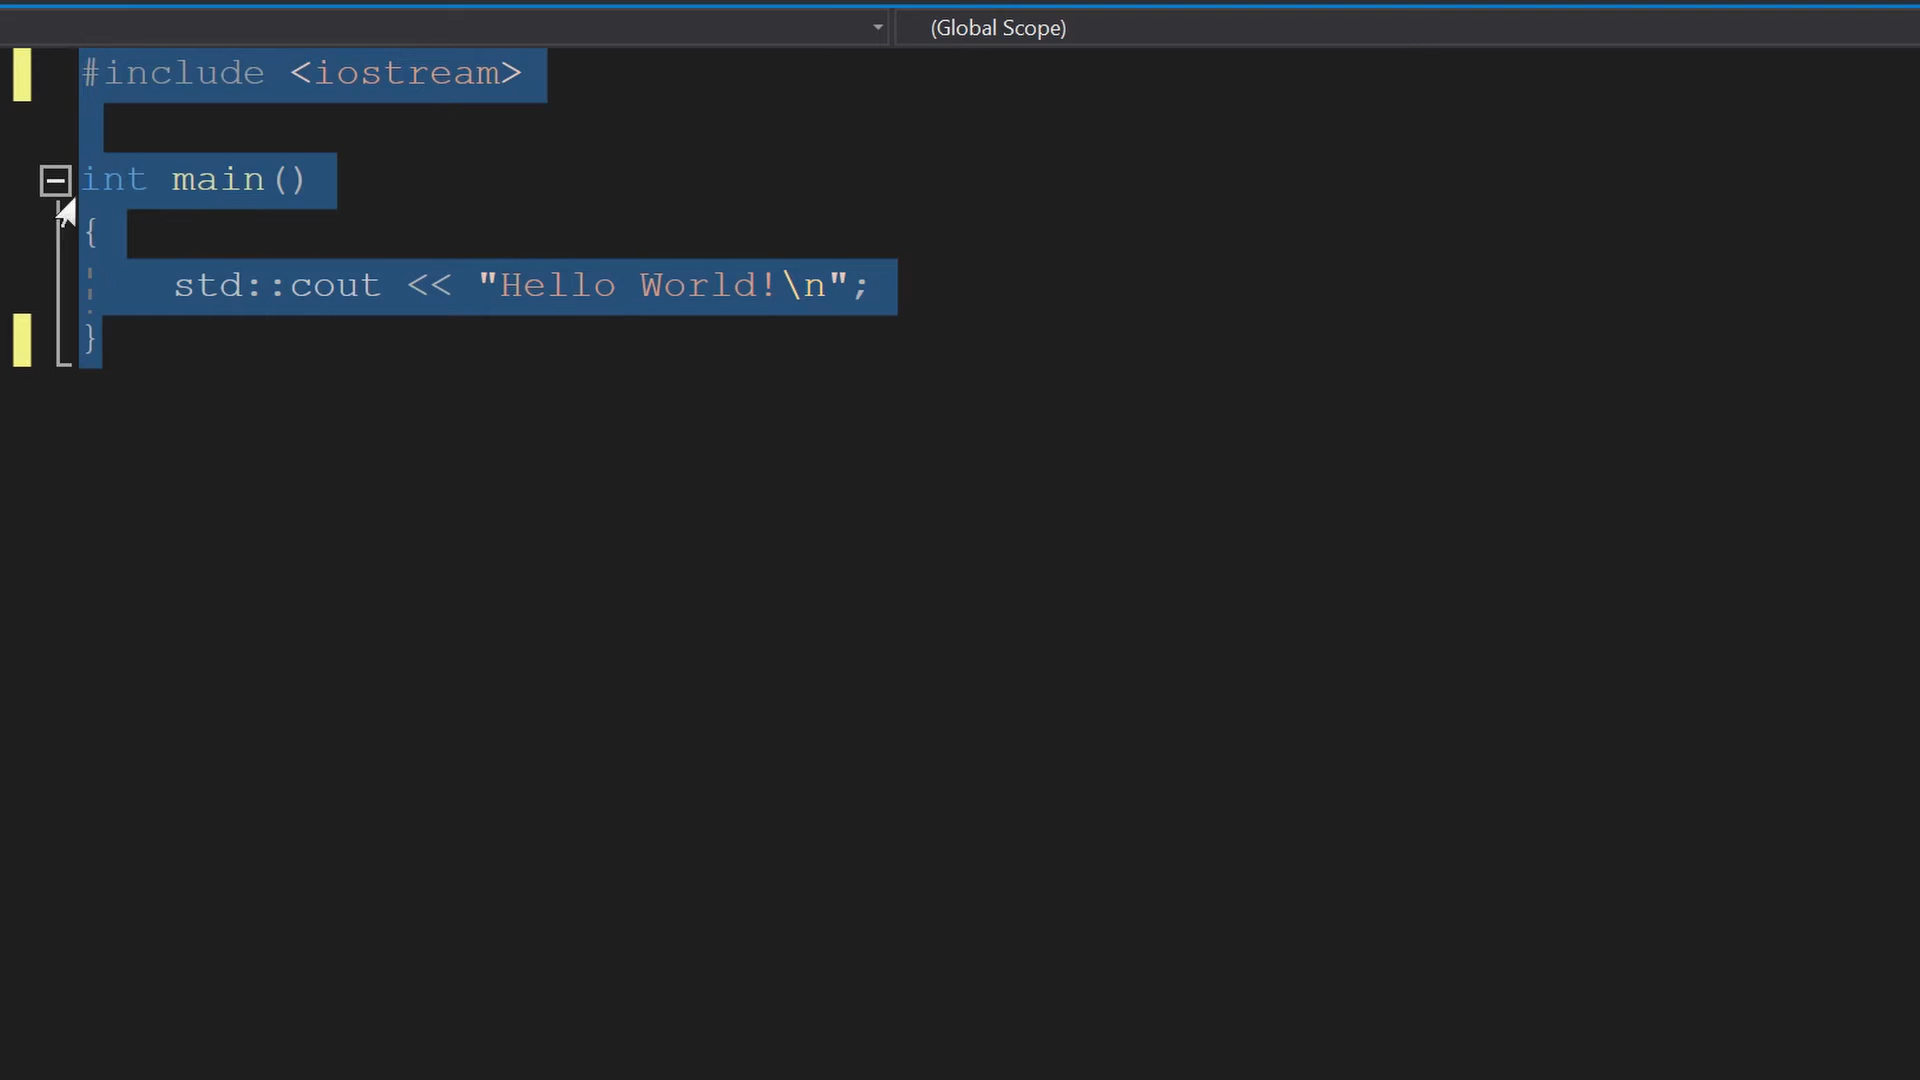 (Global Scope)
#include <iostream>
int main()
{
    std::cout << "Hello World!\n";
}